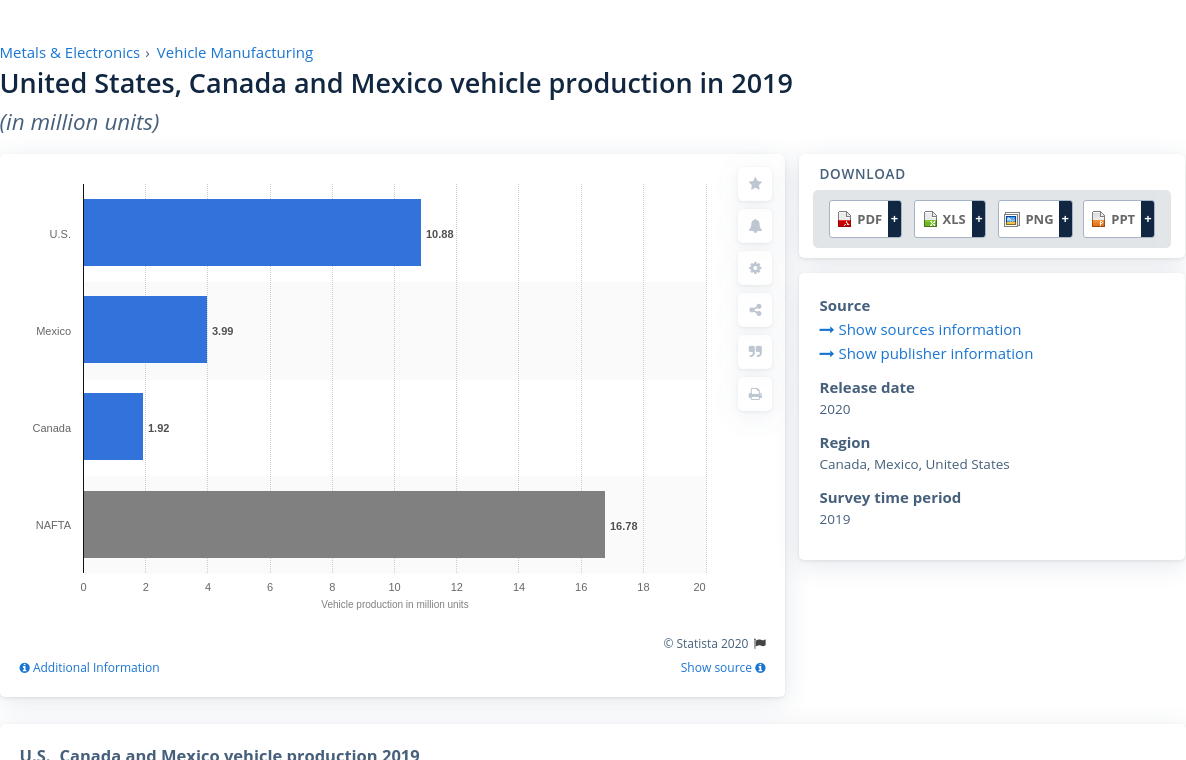 Metals & Electronics › Vehicle Manufacturing
United States, Canada and Mexico vehicle production in 2019
(in million units)
U.S.
10.88
Mexico
3.99
Canada
1.92
NAFTA
16.78
0 2 4 6 8 10 12 14 16 18 20
Vehicle production in million units
© Statista 2020
Additional Information
Show source
DOWNLOAD
PDF + XLS + PNG + PPT +
Source
Show sources information
Show publisher information
Release date
2020
Region
Canada, Mexico, United States
Survey time period
2019
U.S. Canada and Mexico vehicle production 2019